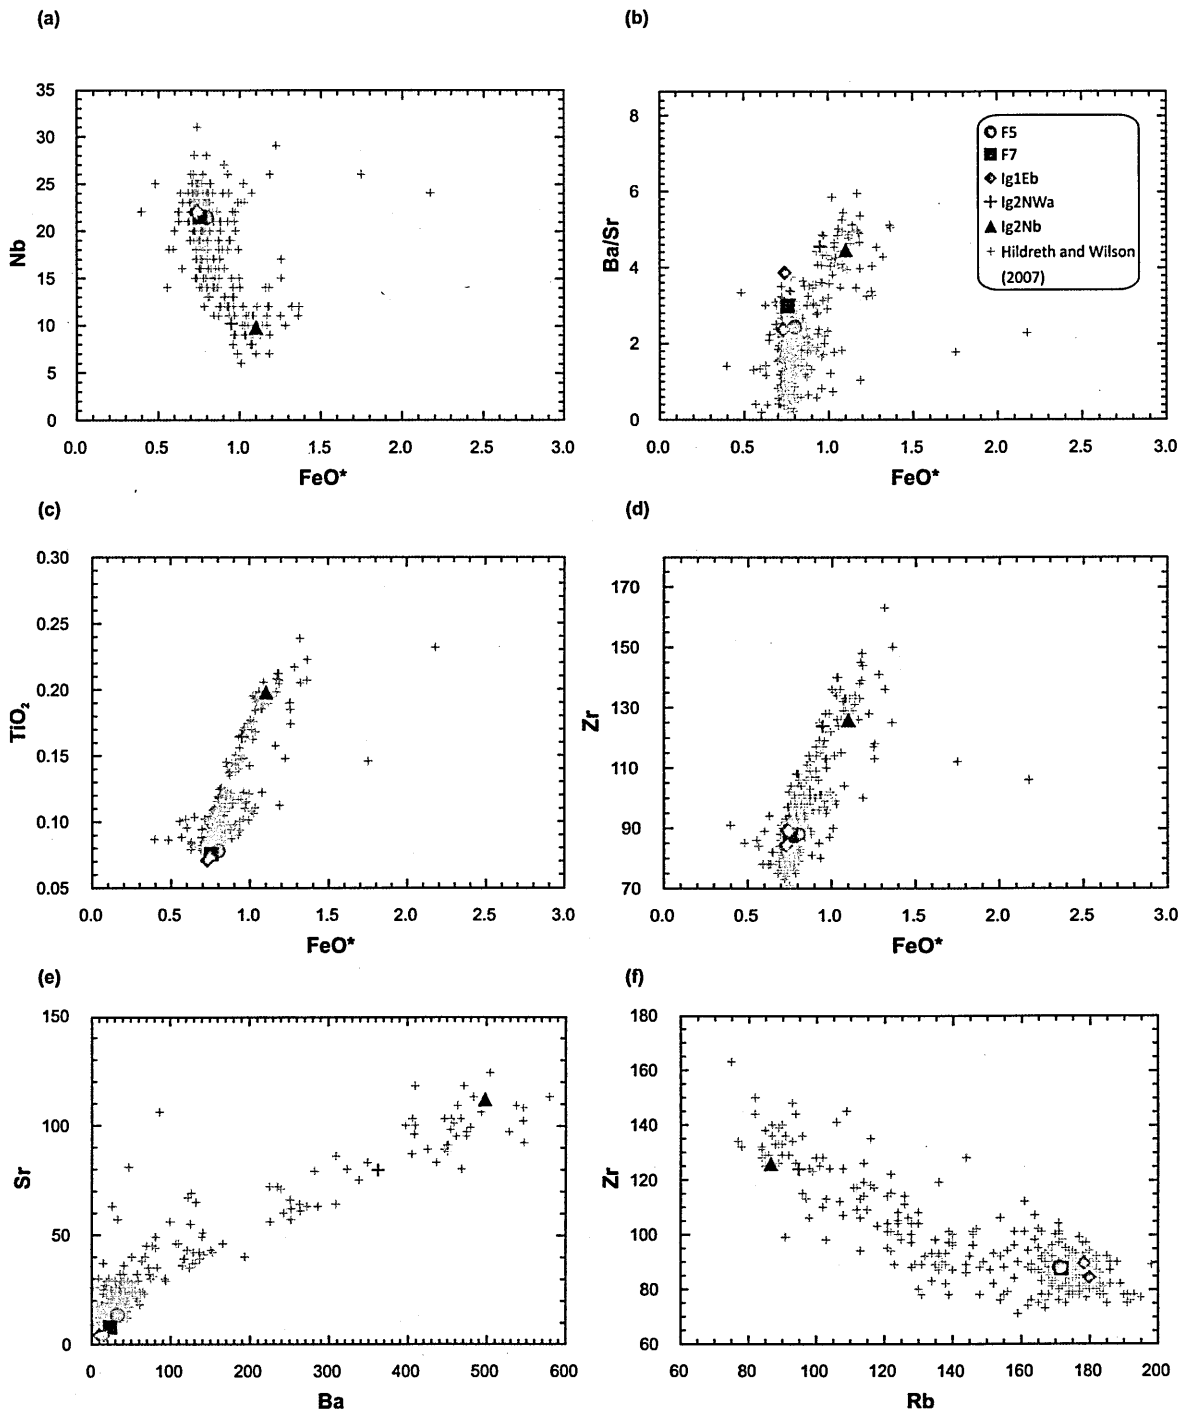 (a)
35
30
25
20
15
10
5
0
Nb
0.0 0.5 1.0 1.5 2.0 2.5 3.0
FeO*
(b)
8
6
4
2
0
Ba/Sr
0.0 0.5 1.0 1.5 2.0 2.5 3.0
FeO*
F5
F7
Ig1Eb
Ig2NWa
Ig2Nb
Hildreth and Wilson
(2007)
(c)
0.30
0.25
0.20
0.15
0.10
0.05
TiO₂
0.0 0.5 1.0 1.5 2.0 2.5 3.0
FeO*
(d)
170
150
130
110
90
70
Zr
0.0 0.5 1.0 1.5 2.0 2.5 3.0
FeO*
(e)
150
100
50
0
Sr
0 100 200 300 400 500 600
Ba
(f)
180
160
140
120
100
80
60
Zr
60 80 100 120 140 160 180 200
Rb